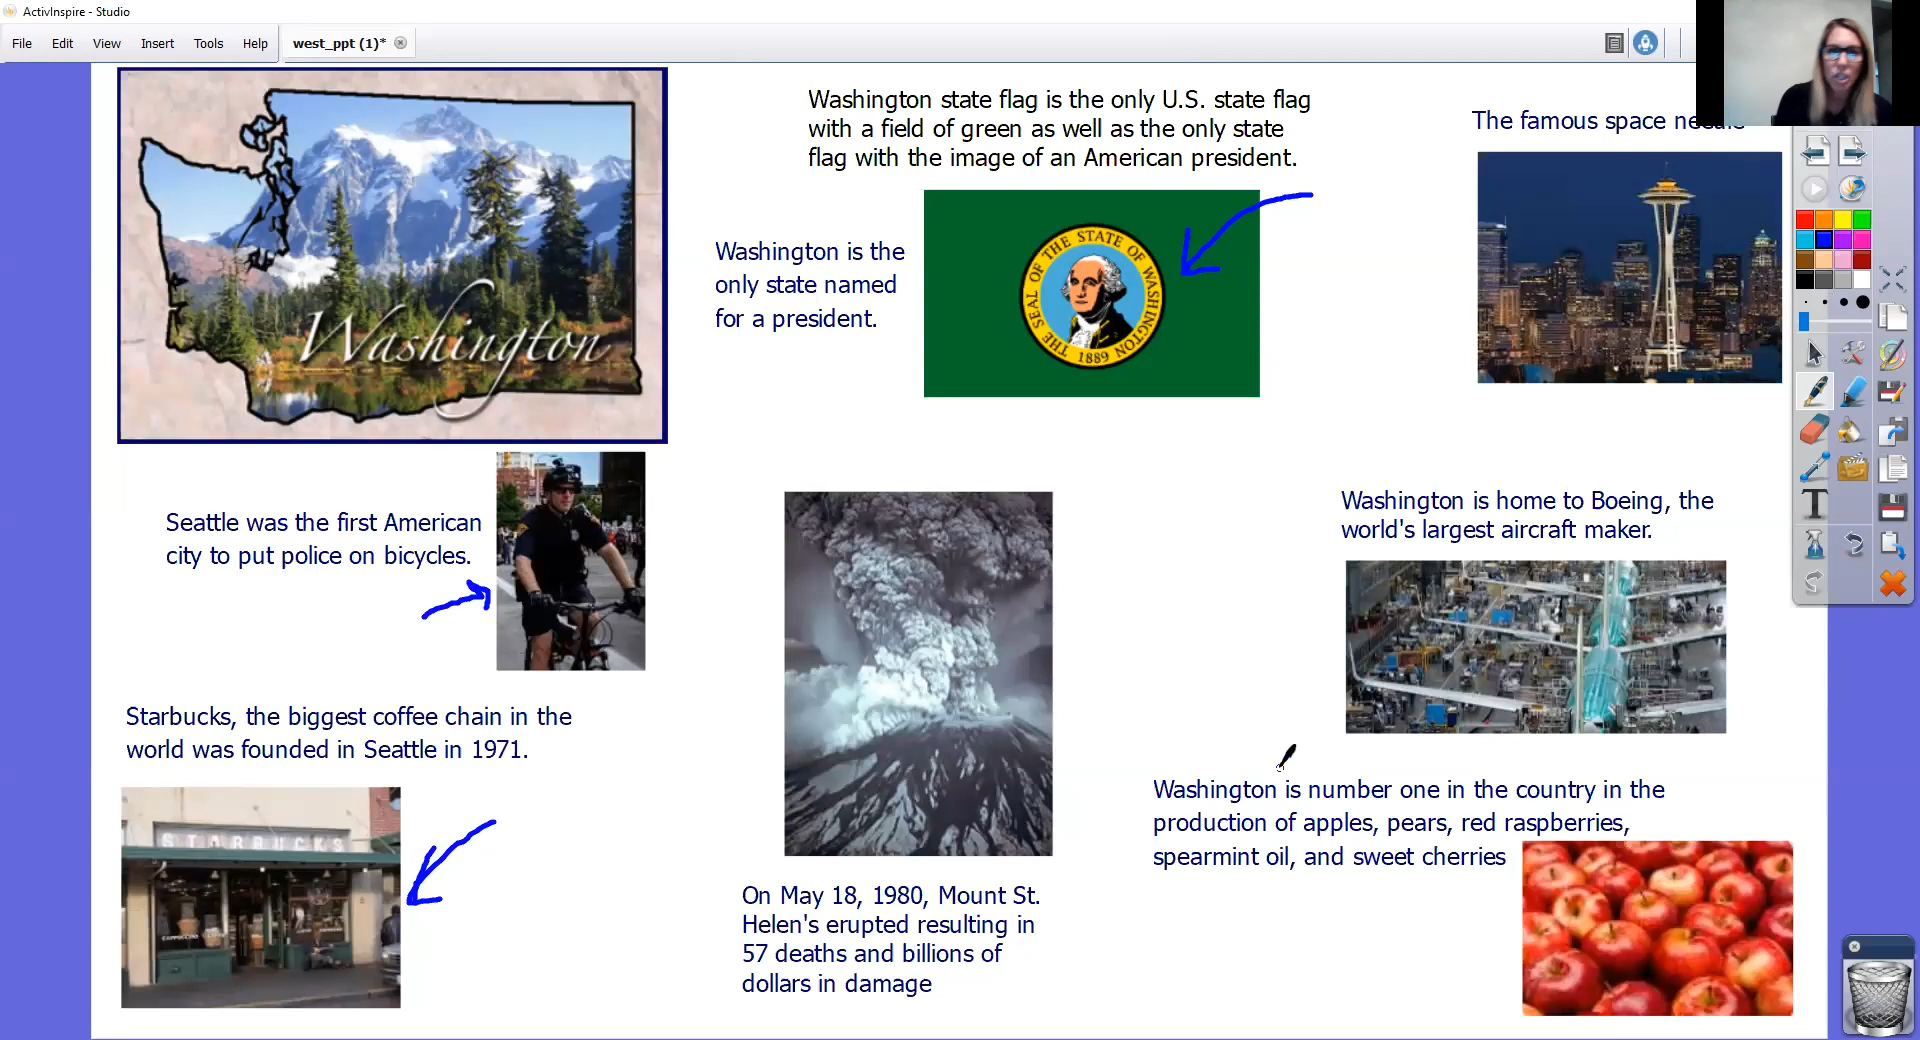 ActivInspire - Studio
File Edit View Insert Tools Help west_ppt (1)*
Washington
Washington state flag is the only U.S. state flag
with a field of green as well as the only state
flag with the image of an American president.
The famous space needle
Washington is the
only state named
for a president.
THE SEAL OF THE STATE OF WASHINGTON
1889
Seattle was the first American
city to put police on bicycles.
Washington is home to Boeing, the
world's largest aircraft maker.
Starbucks, the biggest coffee chain in the
world was founded in Seattle in 1971.
STARBUCKS
CAPPUCCINO
Washington is number one in the country in the
production of apples, pears, red raspberries,
spearmint oil, and sweet cherries
On May 18, 1980, Mount St.
Helen's erupted resulting in
57 deaths and billions of
dollars in damage
T